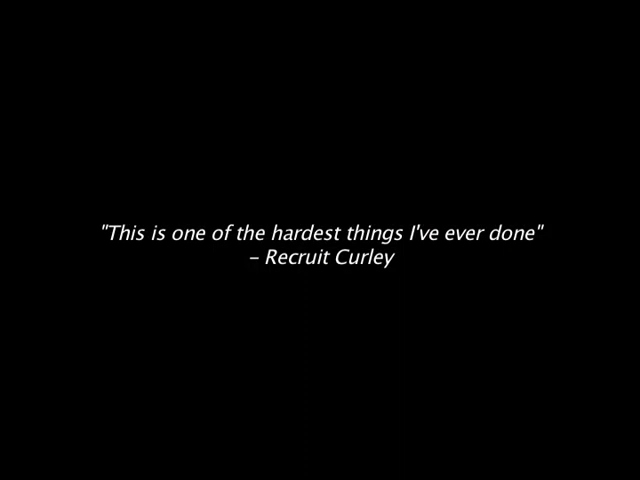 "This is one of the hardest things I've ever done"
– Recruit Curley